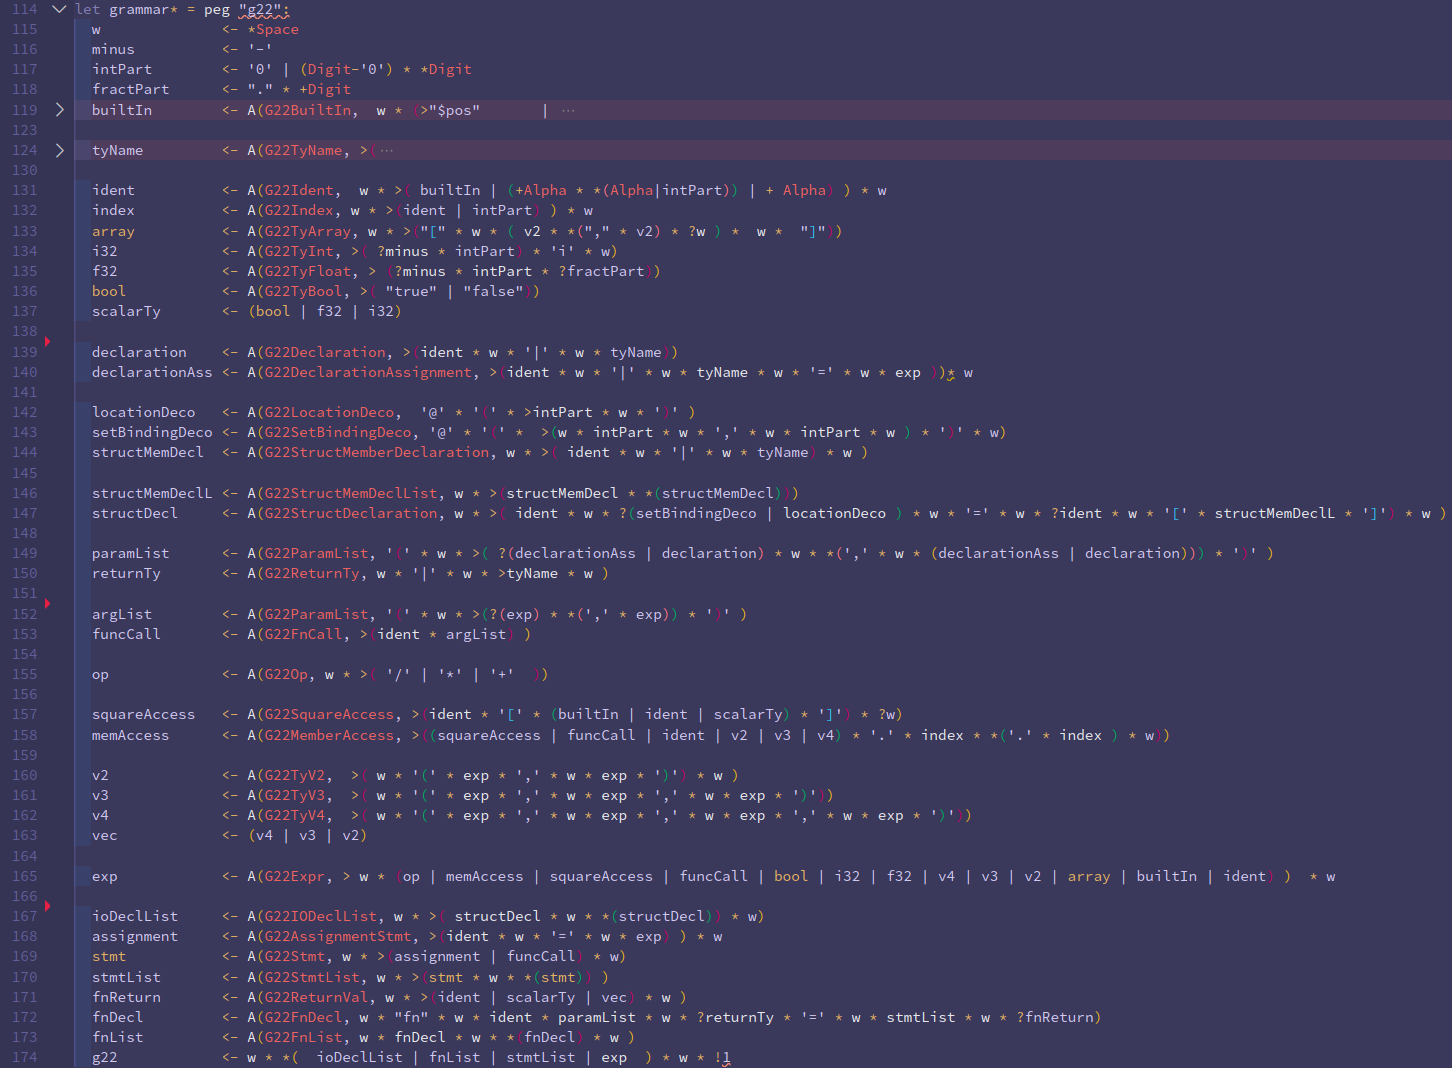 114 let grammar* = peg "g22":
115 w <- *Space
116 minus <- '-'
117 intPart <- '0' | (Digit-'0') * *Digit
118 fractPart <- "." * +Digit
119 builtIn <- A(G22BuiltIn, w * (>"$pos" | ···
123
124 tyName <- A(G22TyName, >(···
130
131 ident <- A(G22Ident, w * >( builtIn | (+Alpha * *(Alpha|intPart)) | + Alpha) ) * w
132 index <- A(G22Index, w * >(ident | intPart) ) * w
133 array <- A(G22TyArray, w * >("[" * w * ( v2 * *("," * v2) * ?w ) * w * "]"))
134 i32 <- A(G22TyInt, >( ?minus * intPart) * 'i' * w)
135 f32 <- A(G22TyFloat, > (?minus * intPart * ?fractPart))
136 bool <- A(G22TyBool, >( "true" | "false"))
137 scalarTy <- (bool | f32 | i32)
138
139 declaration <- A(G22Declaration, >(ident * w * '|' * w * tyName))
140 declarationAss <- A(G22DeclarationAssignment, >(ident * w * '|' * w * tyName * w * '=' * w * exp ))* w
141
142 locationDeco <- A(G22LocationDeco, '@' * '(' * >intPart * w * ')' )
143 setBindingDeco <- A(G22SetBindingDeco, '@' * '(' * >(w * intPart * w * ',' * w * intPart * w ) * ')' * w)
144 structMemDecl <- A(G22StructMemberDeclaration, w * >( ident * w * '|' * w * tyName) * w )
145
146 structMemDeclL <- A(G22StructMemDeclList, w * >(structMemDecl * *(structMemDecl)))
147 structDecl <- A(G22StructDeclaration, w * >( ident * w * ?(setBindingDeco | locationDeco ) * w * '=' * w * ?ident * w * '[' * structMemDeclL * ']') * w )
148
149 paramList <- A(G22ParamList, '(' * w * >( ?(declarationAss | declaration) * w * *(',' * w * (declarationAss | declaration))) * ')' )
150 returnTy <- A(G22ReturnTy, w * '|' * w * >tyName * w )
151
152 argList <- A(G22ParamList, '(' * w * >(?(exp) * *(',' * exp)) * ')' )
153 funcCall <- A(G22FnCall, >(ident * argList) )
154
155 op <- A(G22Op, w * >( '/' | '*' | '+' ))
156
157 squareAccess <- A(G22SquareAccess, >(ident * '[' * (builtIn | ident | scalarTy) * ']') * ?w)
158 memAccess <- A(G22MemberAccess, >((squareAccess | funcCall | ident | v2 | v3 | v4) * '.' * index * *('.' * index ) * w))
159
160 v2 <- A(G22TyV2, >( w * '(' * exp * ',' * w * exp * ')') * w )
161 v3 <- A(G22TyV3, >( w * '(' * exp * ',' * w * exp * ',' * w * exp * ')'))
162 v4 <- A(G22TyV4, >( w * '(' * exp * ',' * w * exp * ',' * w * exp * ',' * w * exp * ')'))
163 vec <- (v4 | v3 | v2)
164
165 exp <- A(G22Expr, > w * (op | memAccess | squareAccess | funcCall | bool | i32 | f32 | v4 | v3 | v2 | array | builtIn | ident) ) * w
166
167 ioDeclList <- A(G22IODeclList, w * >( structDecl * w * *(structDecl)) * w)
168 assignment <- A(G22AssignmentStmt, >(ident * w * '=' * w * exp) ) * w
169 stmt <- A(G22Stmt, w * >(assignment | funcCall) * w)
170 stmtList <- A(G22StmtList, w * >(stmt * w * *(stmt)) )
171 fnReturn <- A(G22ReturnVal, w * >(ident | scalarTy | vec) * w )
172 fnDecl <- A(G22FnDecl, w * "fn" * w * ident * paramList * w * ?returnTy * '=' * w * stmtList * w * ?fnReturn)
173 fnList <- A(G22FnList, w * fnDecl * w * *(fnDecl) * w )
174 g22 <- w * *( ioDeclList | fnList | stmtList | exp ) * w * !1